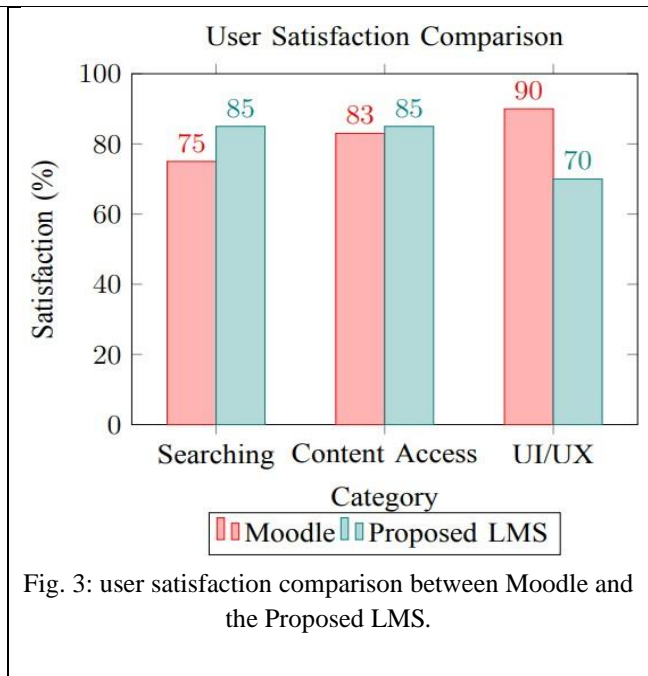 User Satisfaction Comparison
100
80
60
40
20
0
Satisfaction (%)
75
85
83
85
90
70
Searching Content Access UI/UX
Category
Moodle Proposed LMS
Fig. 3: user satisfaction comparison between Moodle and
the Proposed LMS.